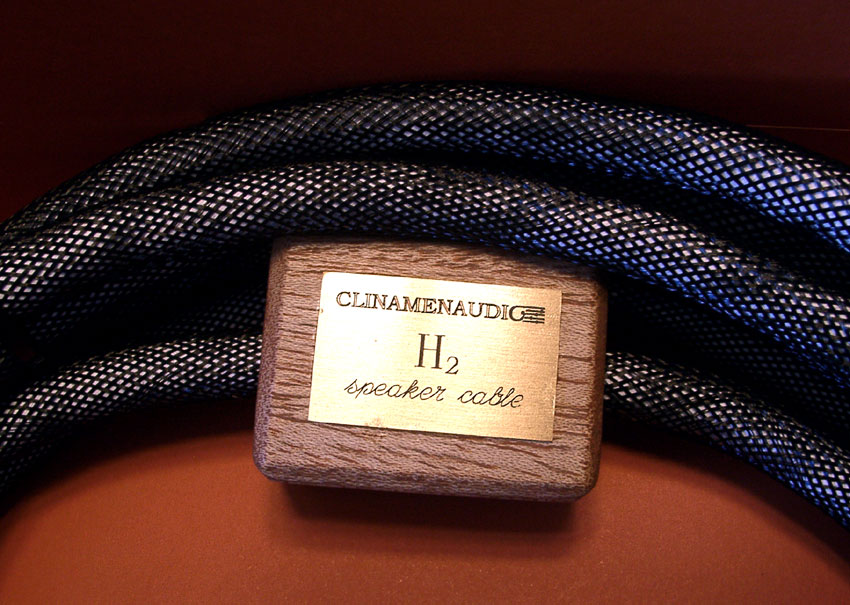 CLINAMENAUDIO
H₂
speaker cable